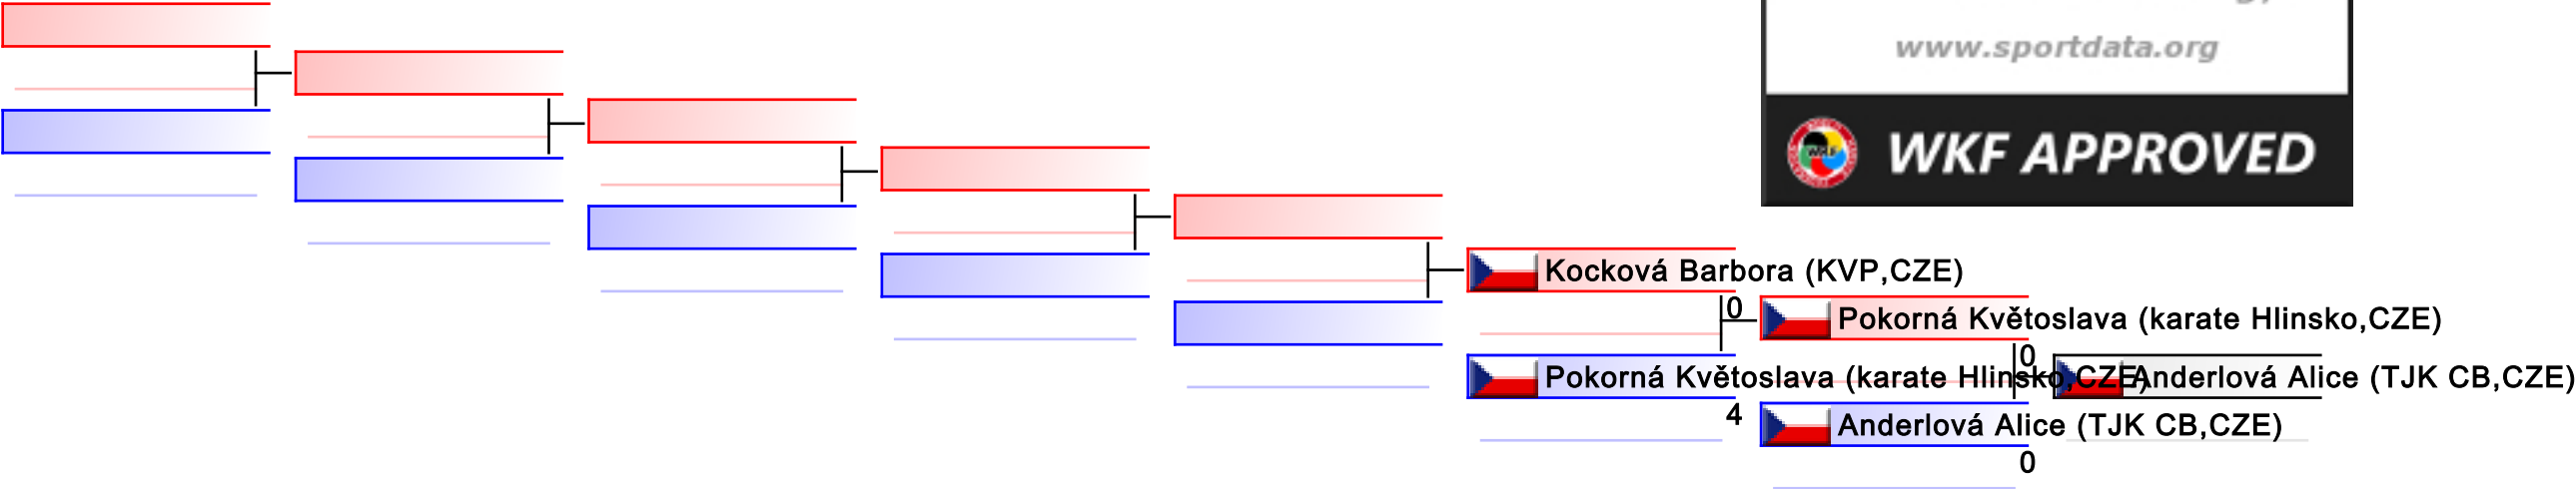 www.sportdata.org
WKF APPROVED
Kocková Barbora (KVP,CZE)
0
Pokorná Květoslava (karate Hlinsko,CZE)
0
Pokorná Květoslava (karate Hlinsko,CZE)
Anderlová Alice (TJK CB,CZE)
4
Anderlová Alice (TJK CB,CZE)
0